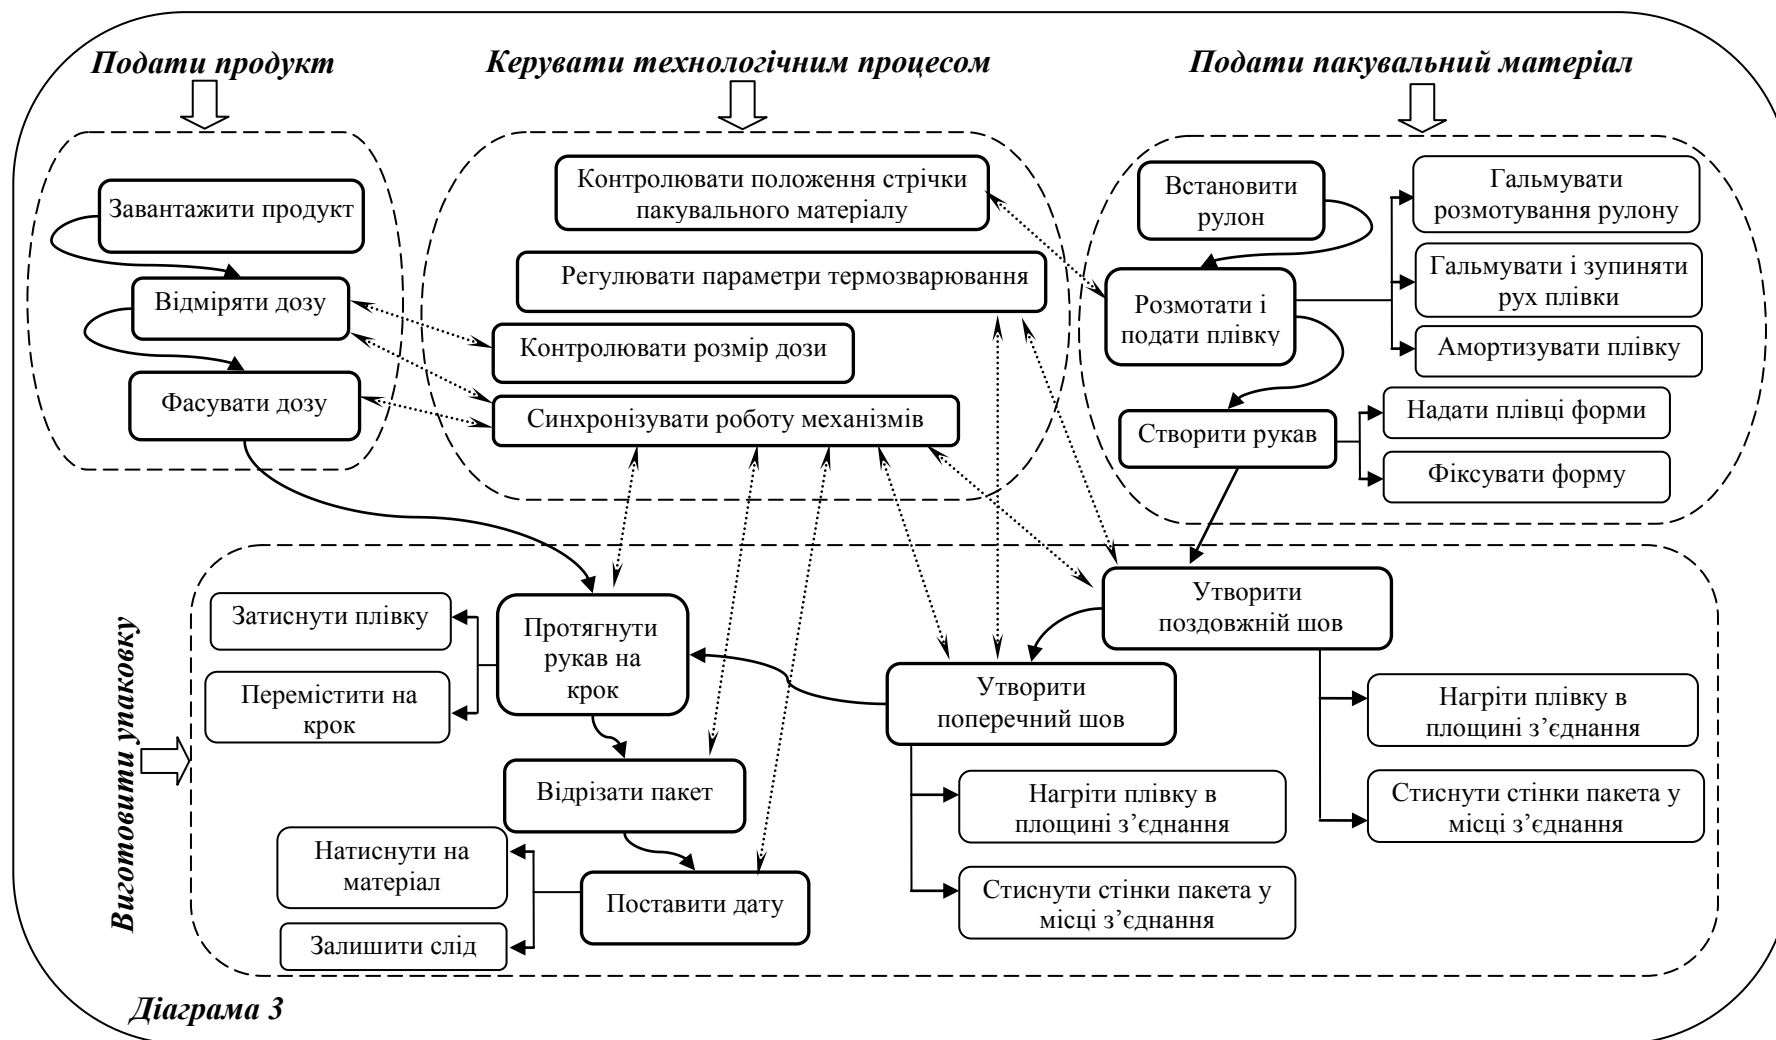 Подати продукт
Керувати технологічним процесом
Подати пакувальний матеріал
Завантажити продукт
Відміряти дозу
Фасувати дозу
Контролювати положення стрічки
пакувального матеріалу
Регулювати параметри термозварювання
Контролювати розмір дози
Синхронізувати роботу механізмів
Встановити
рулон
Розмотати і
подати плівку
Створити рукав
Гальмувати
розмотування рулону
Гальмувати і зупиняти
рух плівки
Амортизувати плівку
Надати плівці форми
Фіксувати форму
Виготовити упаковку
Затиснути плівку
Перемістити на
крок
Протягнути
рукав на
крок
Відрізати пакет
Натиснути на
матеріал
Залишити слід
Поставити дату
Утворити
поперечний шов
Нагріти плівку в
площині з’єднання
Стиснути стінки пакета у
місці з’єднання
Утворити
поздовжній шов
Нагріти плівку в
площині з’єднання
Стиснути стінки пакета у
місці з’єднання
Діаграма 3